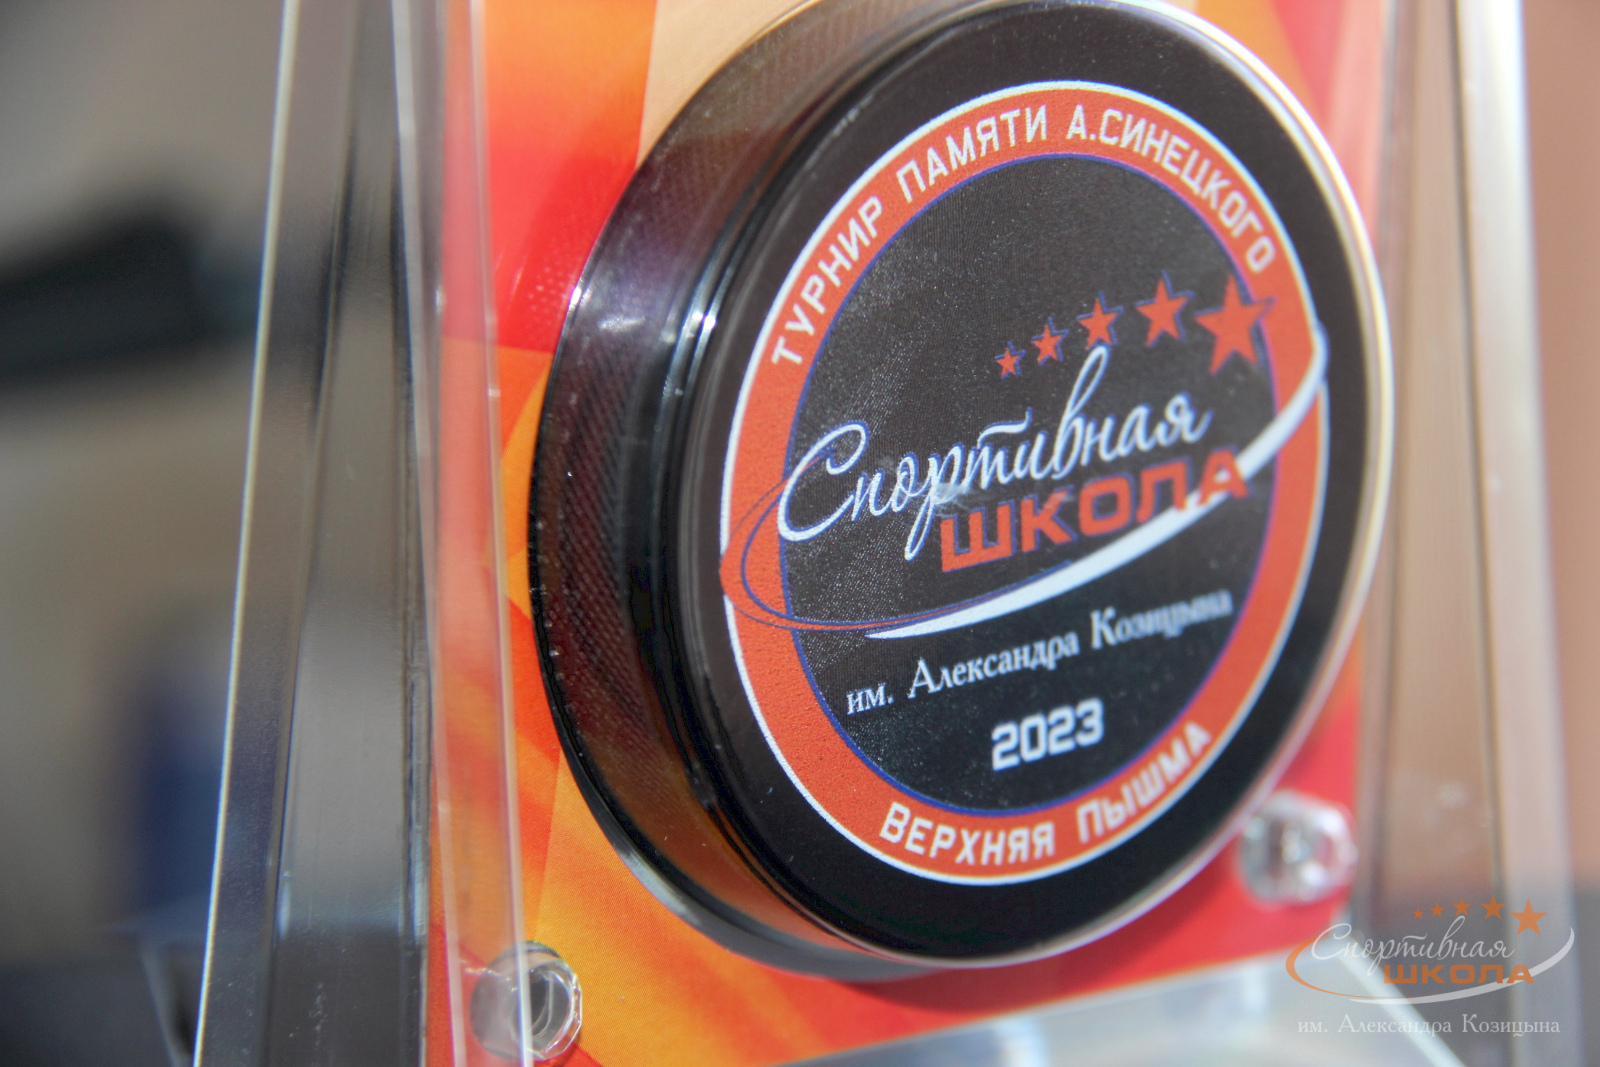 ТУРНИР ПАМЯТИ А.СИНЕЦКОГО
Спортивная
ШКОЛА
им. Александра Козицына
2023
ВЕРХНЯЯ ПЫШМА
Спортивная
ШКОЛА
им. Александра Козицына